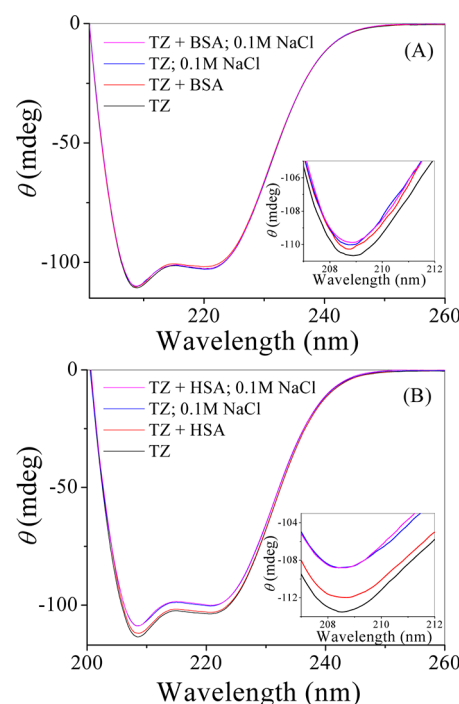 0
(A)
TZ + BSA; 0.1M NaCl
TZ; 0.1M NaCl
TZ + BSA
TZ
-50
-100
θ (mdeg)
220
240
260
Wavelength (nm)
-106
-108
-110
θ (mdeg)
208
210
212
Wavelength (nm)
0
(B)
TZ + HSA; 0.1M NaCl
TZ; 0.1M NaCl
TZ + HSA
TZ
-50
-100
θ (mdeg)
200
220
240
260
Wavelength (nm)
-104
-108
-112
θ (mdeg)
208
210
212
Wavelength (nm)